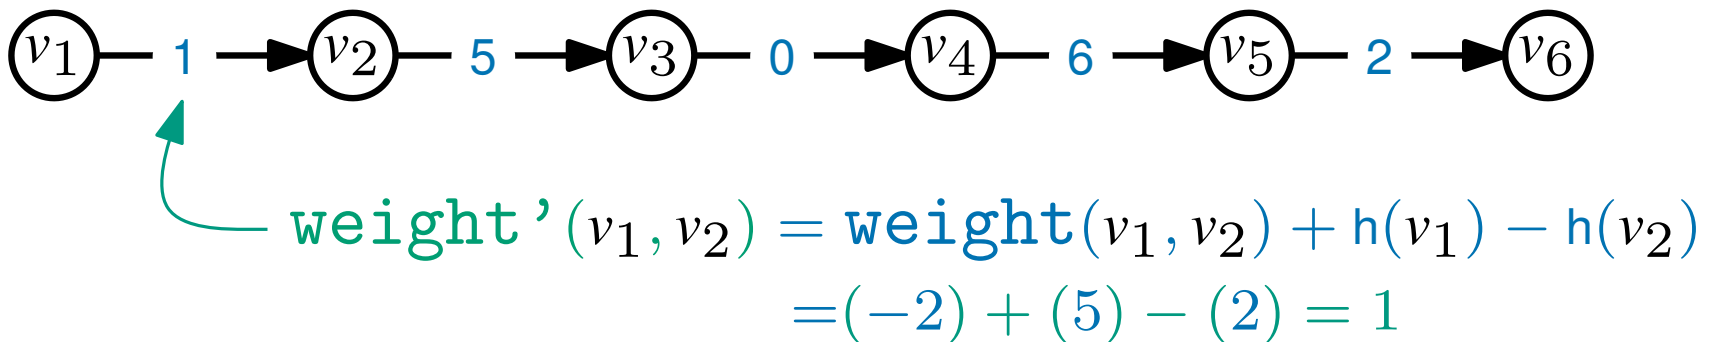 v₁ 1 v₂ 5 v₃ 0 v₄ 6 v₅ 2 v₆
weight'(v₁, v₂) = weight(v₁, v₂) + h(v₁) − h(v₂)
=(−2) + (5) − (2) = 1